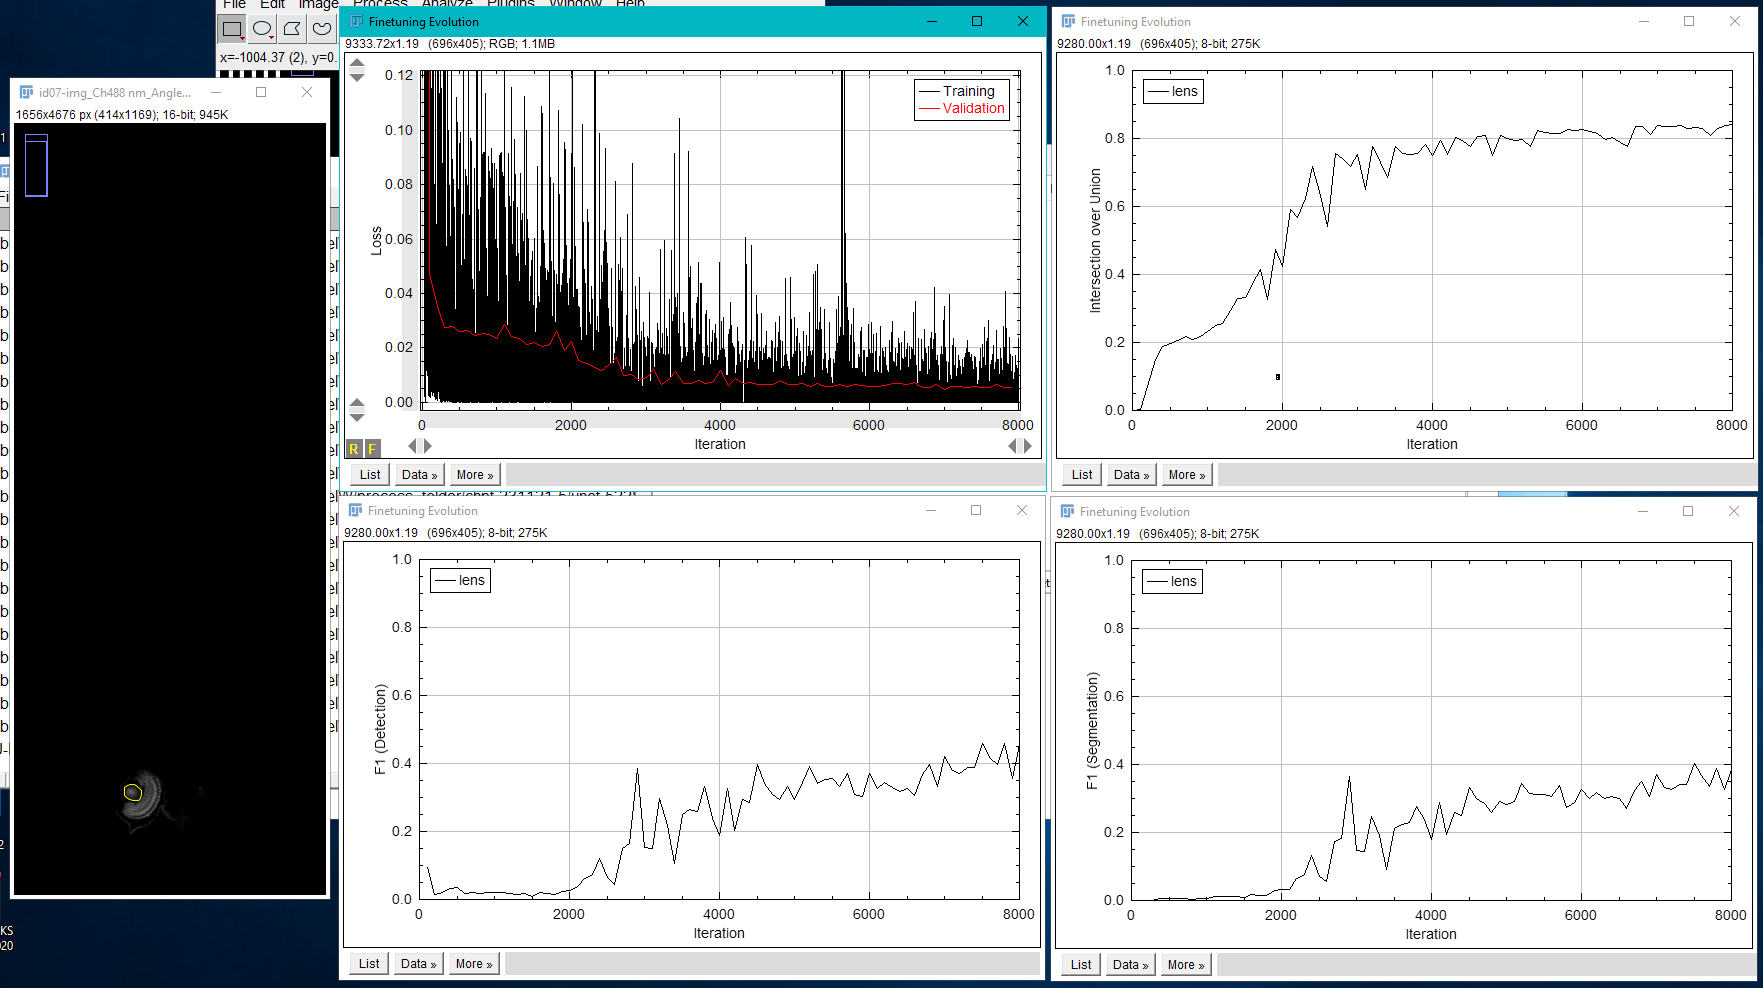 File Edit Image Process Analyze Plugins Window Help
x=-1004.37 (2), y=0.
id07-img_Ch488 nm_Angle...
1656x4676 px (414x1169); 16-bit; 945K
Finetuning Evolution
9333.72x1.19 (696x405); RGB; 1.1MB
0.12
0.10
0.08
0.06
0.04
0.02
0.00
Loss
Training
Validation
0 2000 4000 6000 8000
Iteration
R F
List Data » More »
Finetuning Evolution
9280.00x1.19 (696x405); 8-bit; 275K
1.0
0.8
0.6
0.4
0.2
0.0
Intersection over Union
lens
0 2000 4000 6000 8000
Iteration
List Data » More »
Finetuning Evolution
9280.00x1.19 (696x405); 8-bit; 275K
1.0
0.8
0.6
0.4
0.2
0.0
F1 (Detection)
lens
0 2000 4000 6000 8000
Iteration
List Data » More »
Finetuning Evolution
9280.00x1.19 (696x405); 8-bit; 275K
1.0
0.8
0.6
0.4
0.2
0.0
F1 (Segmentation)
lens
0 2000 4000 6000 8000
Iteration
List Data » More »
KS
020